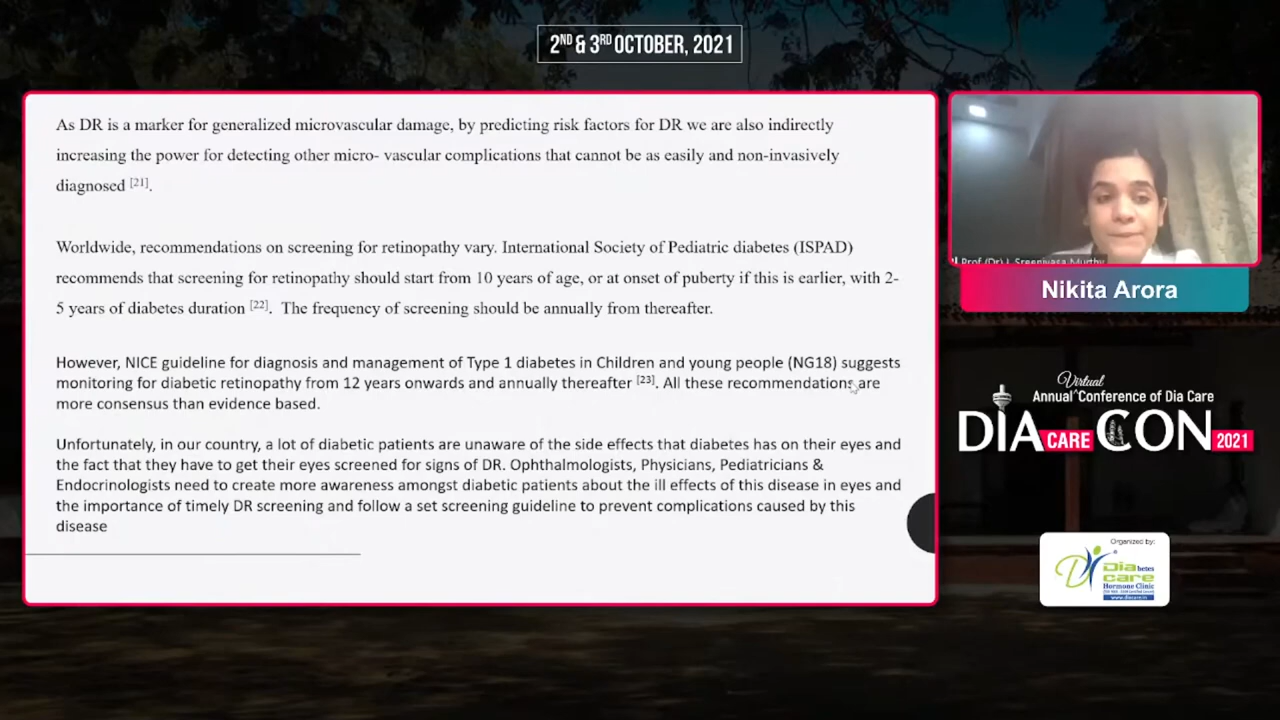 2ND & 3RD OCTOBER, 2021
As DR is a marker for generalized microvascular damage, by predicting risk factors for DR we are also indirectly
increasing the power for detecting other micro- vascular complications that cannot be as easily and non-invasively
diagnosed [21].
Worldwide, recommendations on screening for retinopathy vary. International Society of Pediatric diabetes (ISPAD)
recommends that screening for retinopathy should start from 10 years of age, or at onset of puberty if this is earlier, with 2-
5 years of diabetes duration [22]. The frequency of screening should be annually from thereafter.
However, NICE guideline for diagnosis and management of Type 1 diabetes in Children and young people (NG18) suggests
monitoring for diabetic retinopathy from 12 years onwards and annually thereafter [23]. All these recommendations are
more consensus than evidence based.
Unfortunately, in our country, a lot of diabetic patients are unaware of the side effects that diabetes has on their eyes and
the fact that they have to get their eyes screened for signs of DR. Ophthalmologists, Physicians, Pediatricians &
Endocrinologists need to create more awareness amongst diabetic patients about the ill effects of this disease in eyes and
the importance of timely DR screening and follow a set screening guideline to prevent complications caused by this
disease
Prof (Dr) J. Sreenivasa Murthy
Nikita Arora
Virtual
Annual ^ Conference of Dia Care
DIA CARE CON 2021
Organized by:
Diabetes
care
Hormone Clinic
www.diacare.in